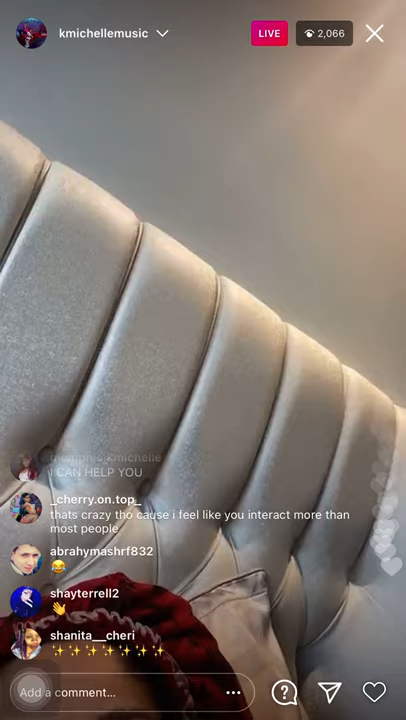 kmichellemusic
LIVE
2,066
memphis_kmichelle
I CAN HELP YOU
_cherry.on.top_
thats crazy tho cause i feel like you interact more than
most people
abrahymashrf832
😂
shayterrell2
👋
shanita__cheri
✨✨✨✨✨✨✨
Add a comment...